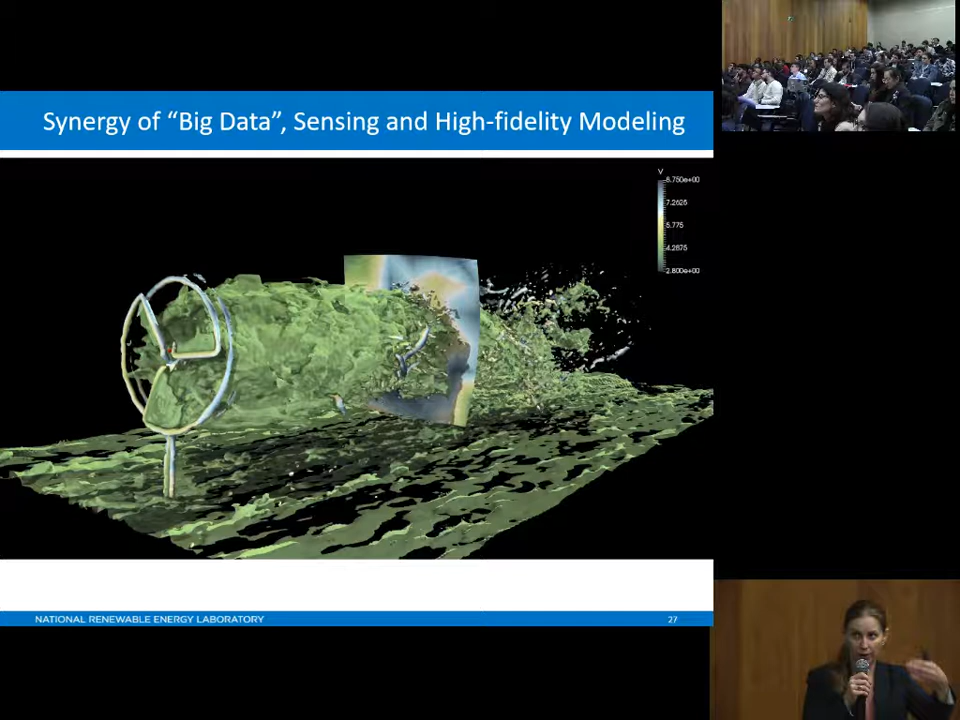 Synergy of “Big Data”, Sensing and High-fidelity Modeling
V
8.750e+00
7.2625
5.775
4.2875
2.800e+00
NATIONAL RENEWABLE ENERGY LABORATORY
27